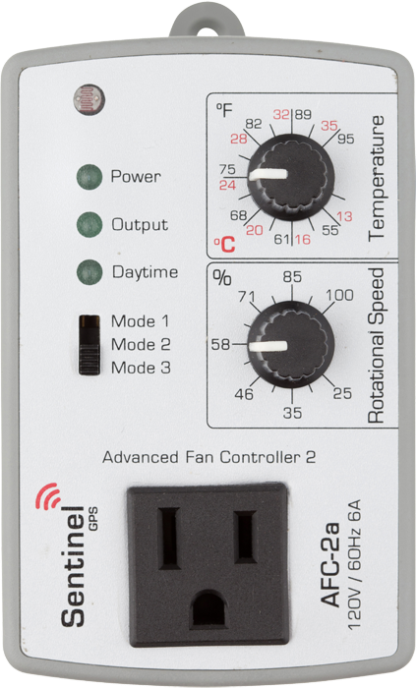 °F
32 89
82
35
28
95
75
24
68
13
20
55
61 16
°C
Temperature
Power
Output
Daytime
Mode 1
Mode 2
Mode 3
%
85
71
100
58
46
25
35
Rotational Speed
Advanced Fan Controller 2
Sentinel
GPS
AFC-2a
120V / 60Hz 6A